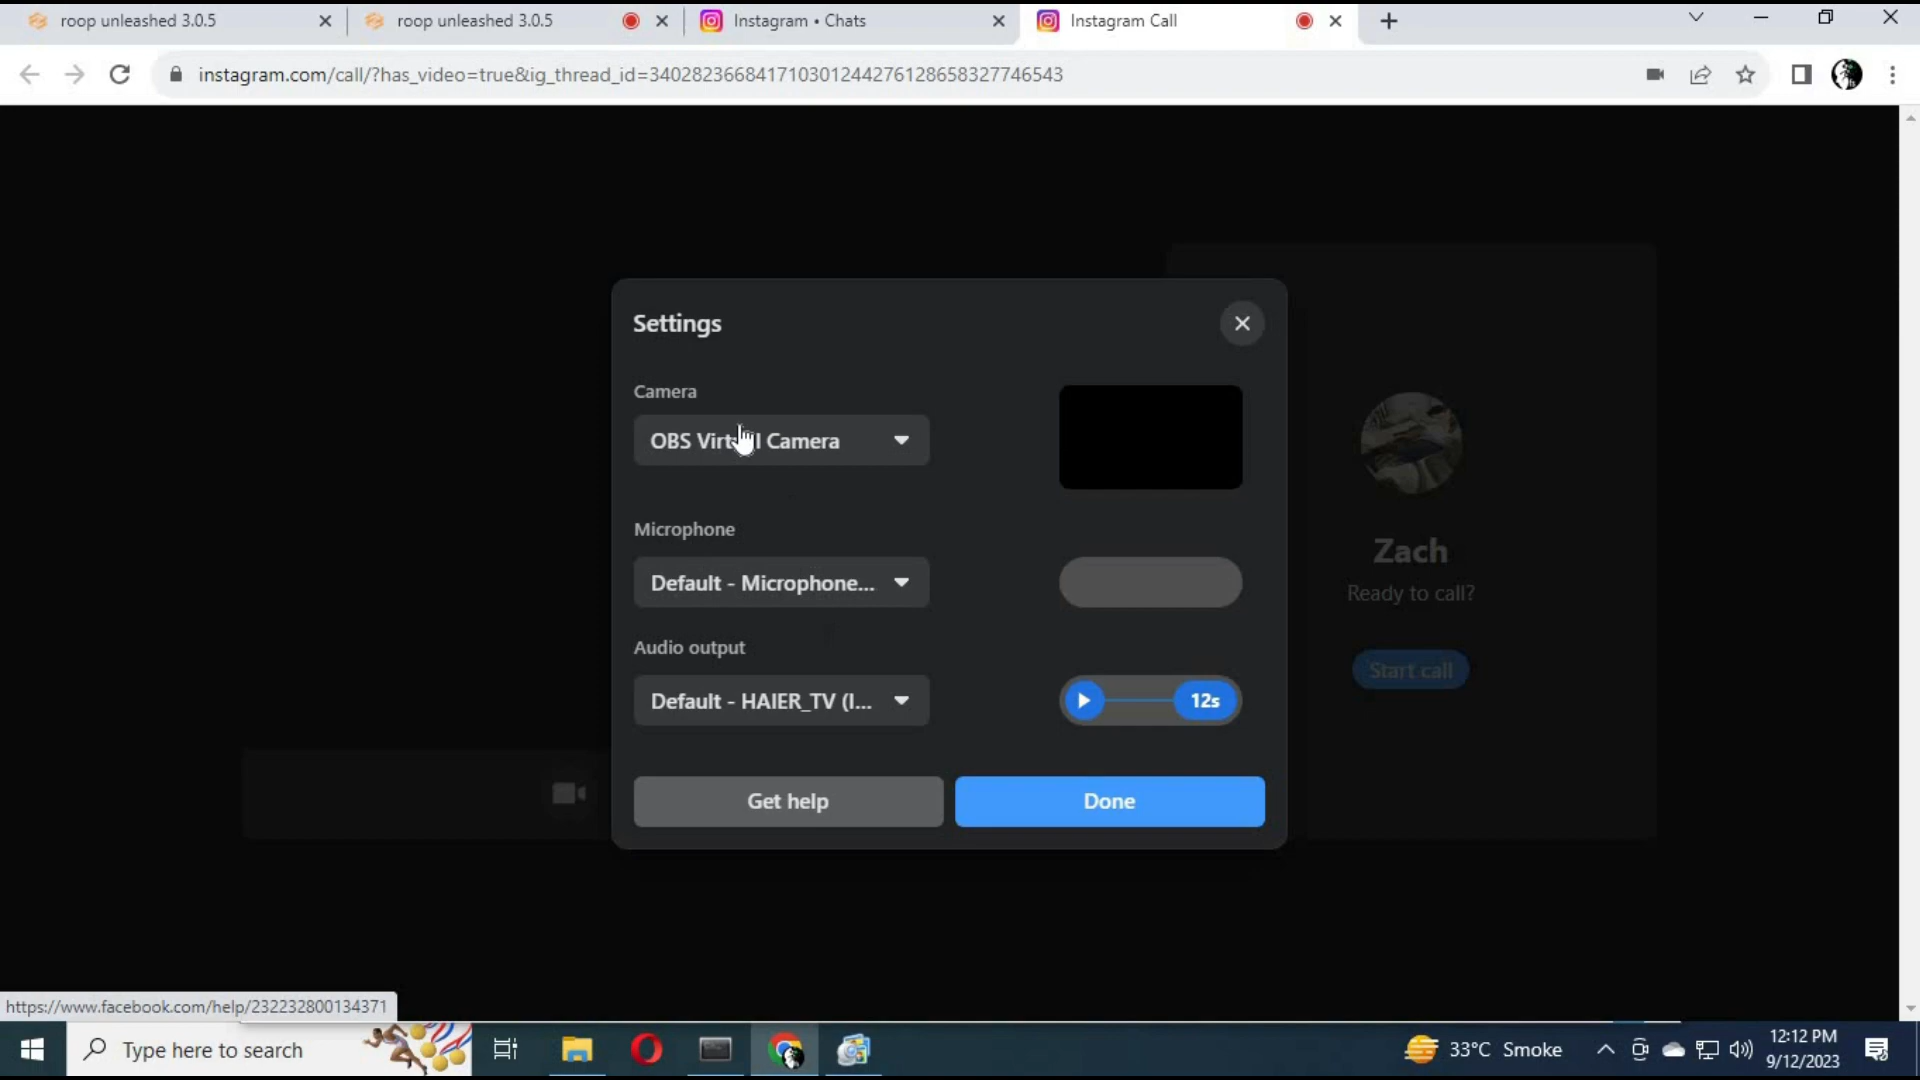 roop unleashed 3.0.5
roop unleashed 3.0.5
Instagram • Chats
Instagram Call
instagram.com/call/?has_video=true&ig_thread_id=340282366841710301244276128658327746543
Settings
Camera
OBS Virtual Camera
Microphone
Default - Microphone...
Audio output
Default - HAIER_TV (I...
12s
Get help
Done
Zach
Ready to call?
Start call
https://www.facebook.com/help/232232800134371
Type here to search
33°C Smoke
12:12 PM
9/12/2023